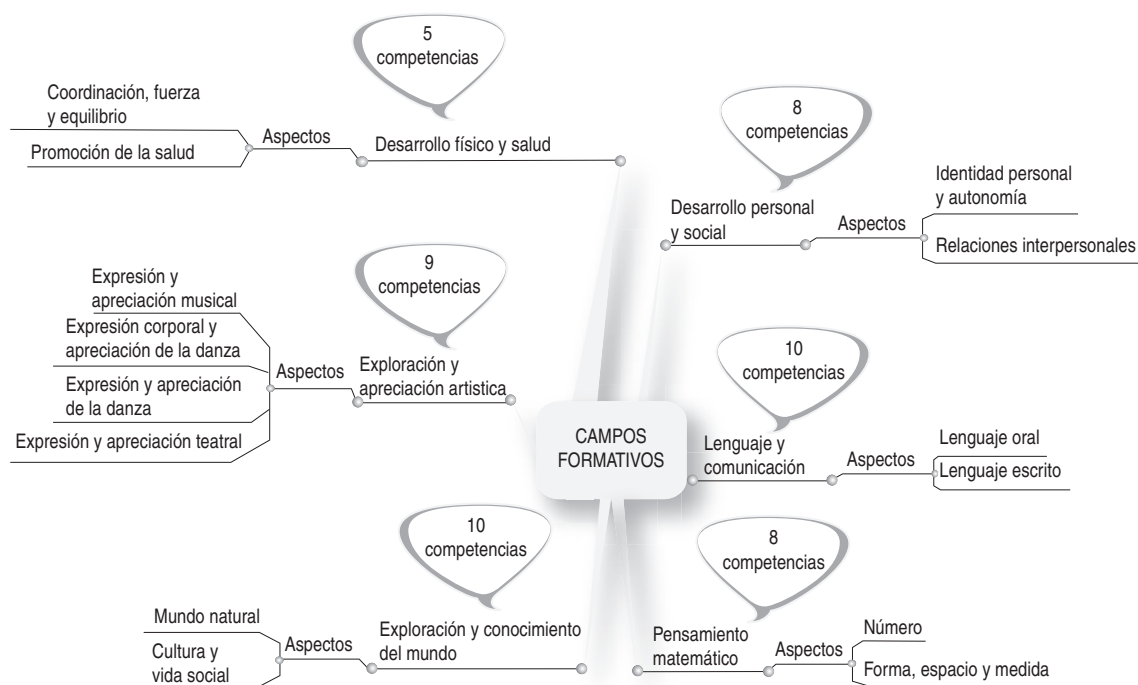 5
competencias
Coordinación, fuerza
y equilibrio
Promoción de la salud
Aspectos
Desarrollo físico y salud
8
competencias
Desarrollo personal
y social
Aspectos
Identidad personal
y autonomía
Relaciones interpersonales
9
competencias
Expresión y
apreciación musical
Expresión corporal y
apreciación de la danza
Expresión y apreciación
de la danza
Expresión y apreciación teatral
Aspectos
Exploración y
apreciación artistica
CAMPOS
FORMATIVOS
10
competencias
Lenguaje y
comunicación
Aspectos
Lenguaje oral
Lenguaje escrito
10
competencias
Mundo natural
Cultura y
vida social
Aspectos
Exploración y conocimiento
del mundo
8
competencias
Pensamiento
matemático
Aspectos
Número
Forma, espacio y medida